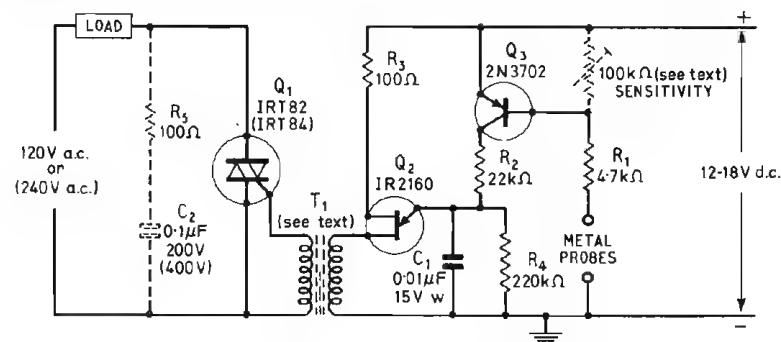 LOAD
R5
100Ω
120V a.c.
or
(240V a.c.)
C2
0·1µF
200V
(400V)
Q1
IRT82
(IRT84)
T1
(see text)
R3
100Ω
Q2
IR2160
Q3
2N3702
R2
22kΩ
C1
0·01µF
15V w
R4
220kΩ
100kΩ (see text)
SENSITIVITY
R1
4·7kΩ
METAL
PROBES
+
12-18V d.c.
−